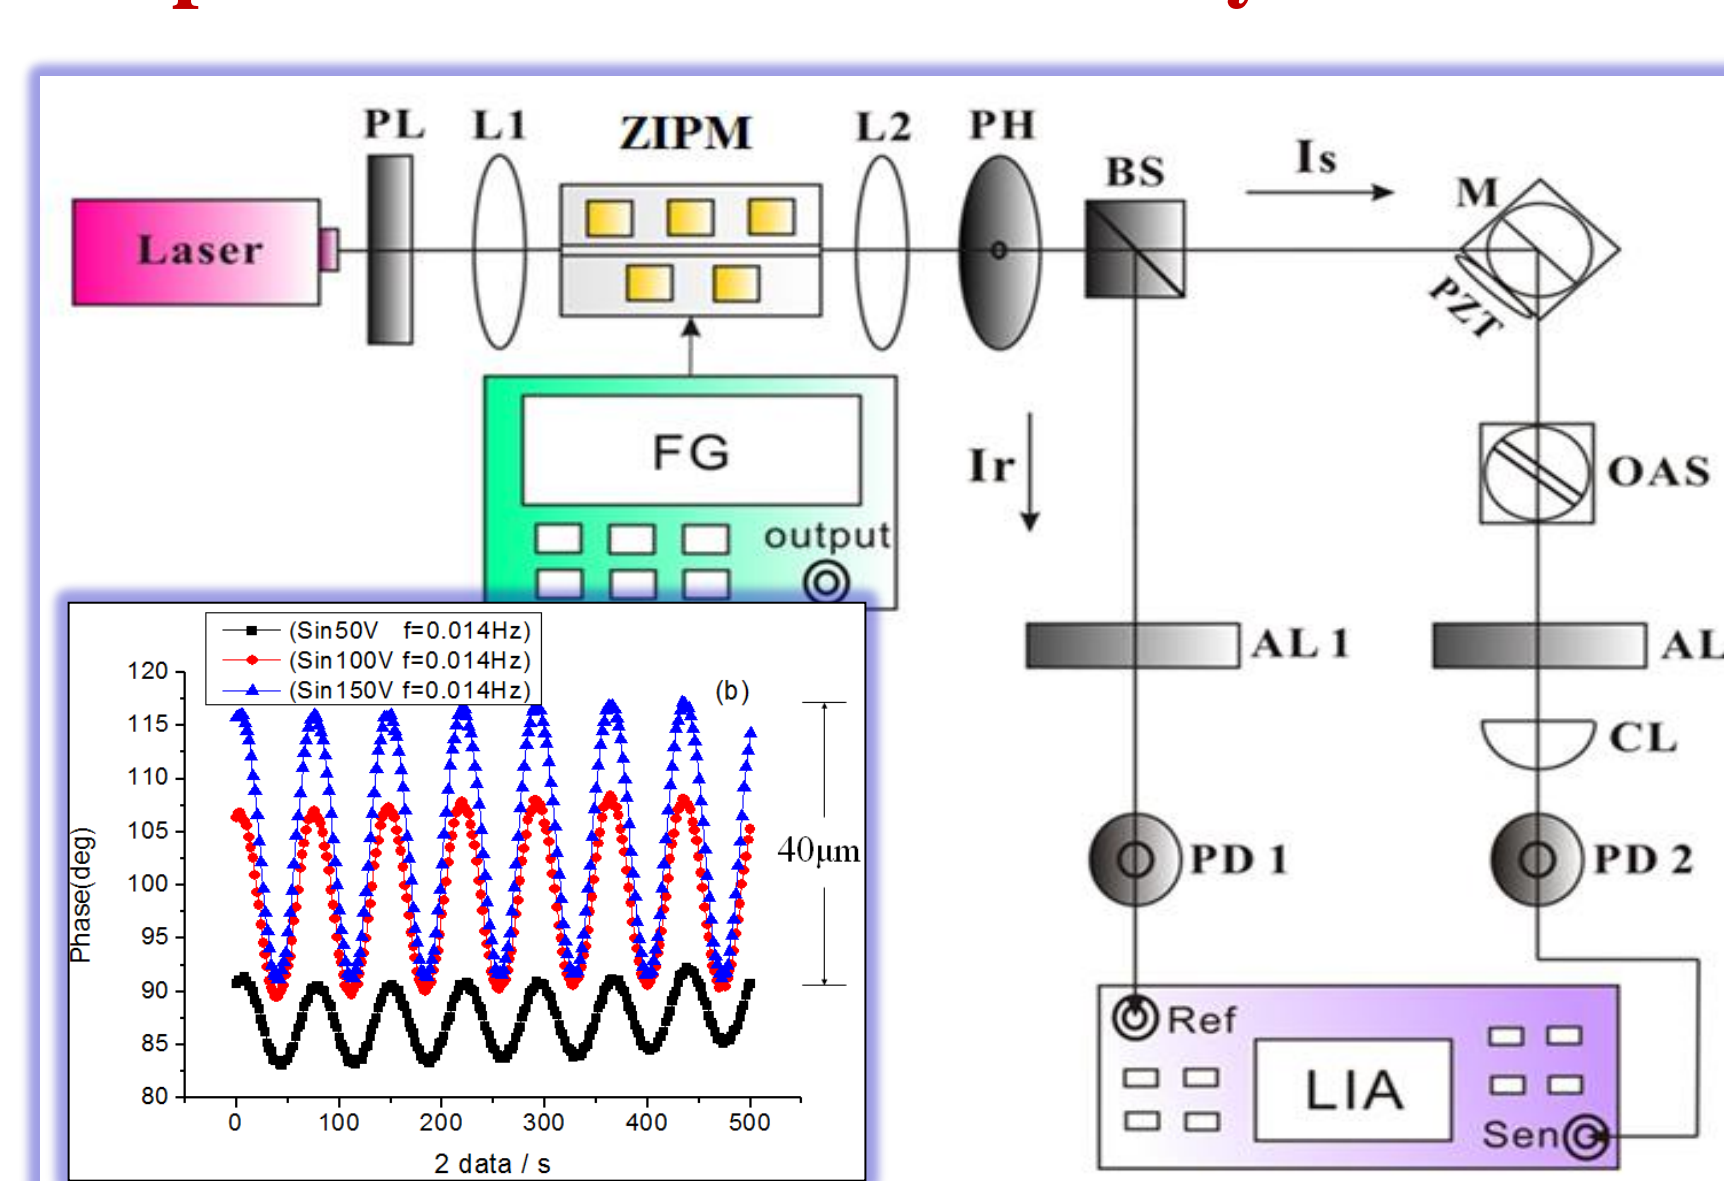 PL L1 ZIPM L2 PH
BS Is
M
Laser
PZT
FG
Ir
OAS
output
AL 1 AL
CL
PD 1 PD 2
Ref
LIA
Sen
(Sin50V f=0.014Hz)
(Sin100V f=0.014Hz)
(Sin150V f=0.014Hz)
(b)
120
115
110
105
100
95
90
85
80
Phase(deg)
40μm
0 100 200 300 400 500
2 data / s